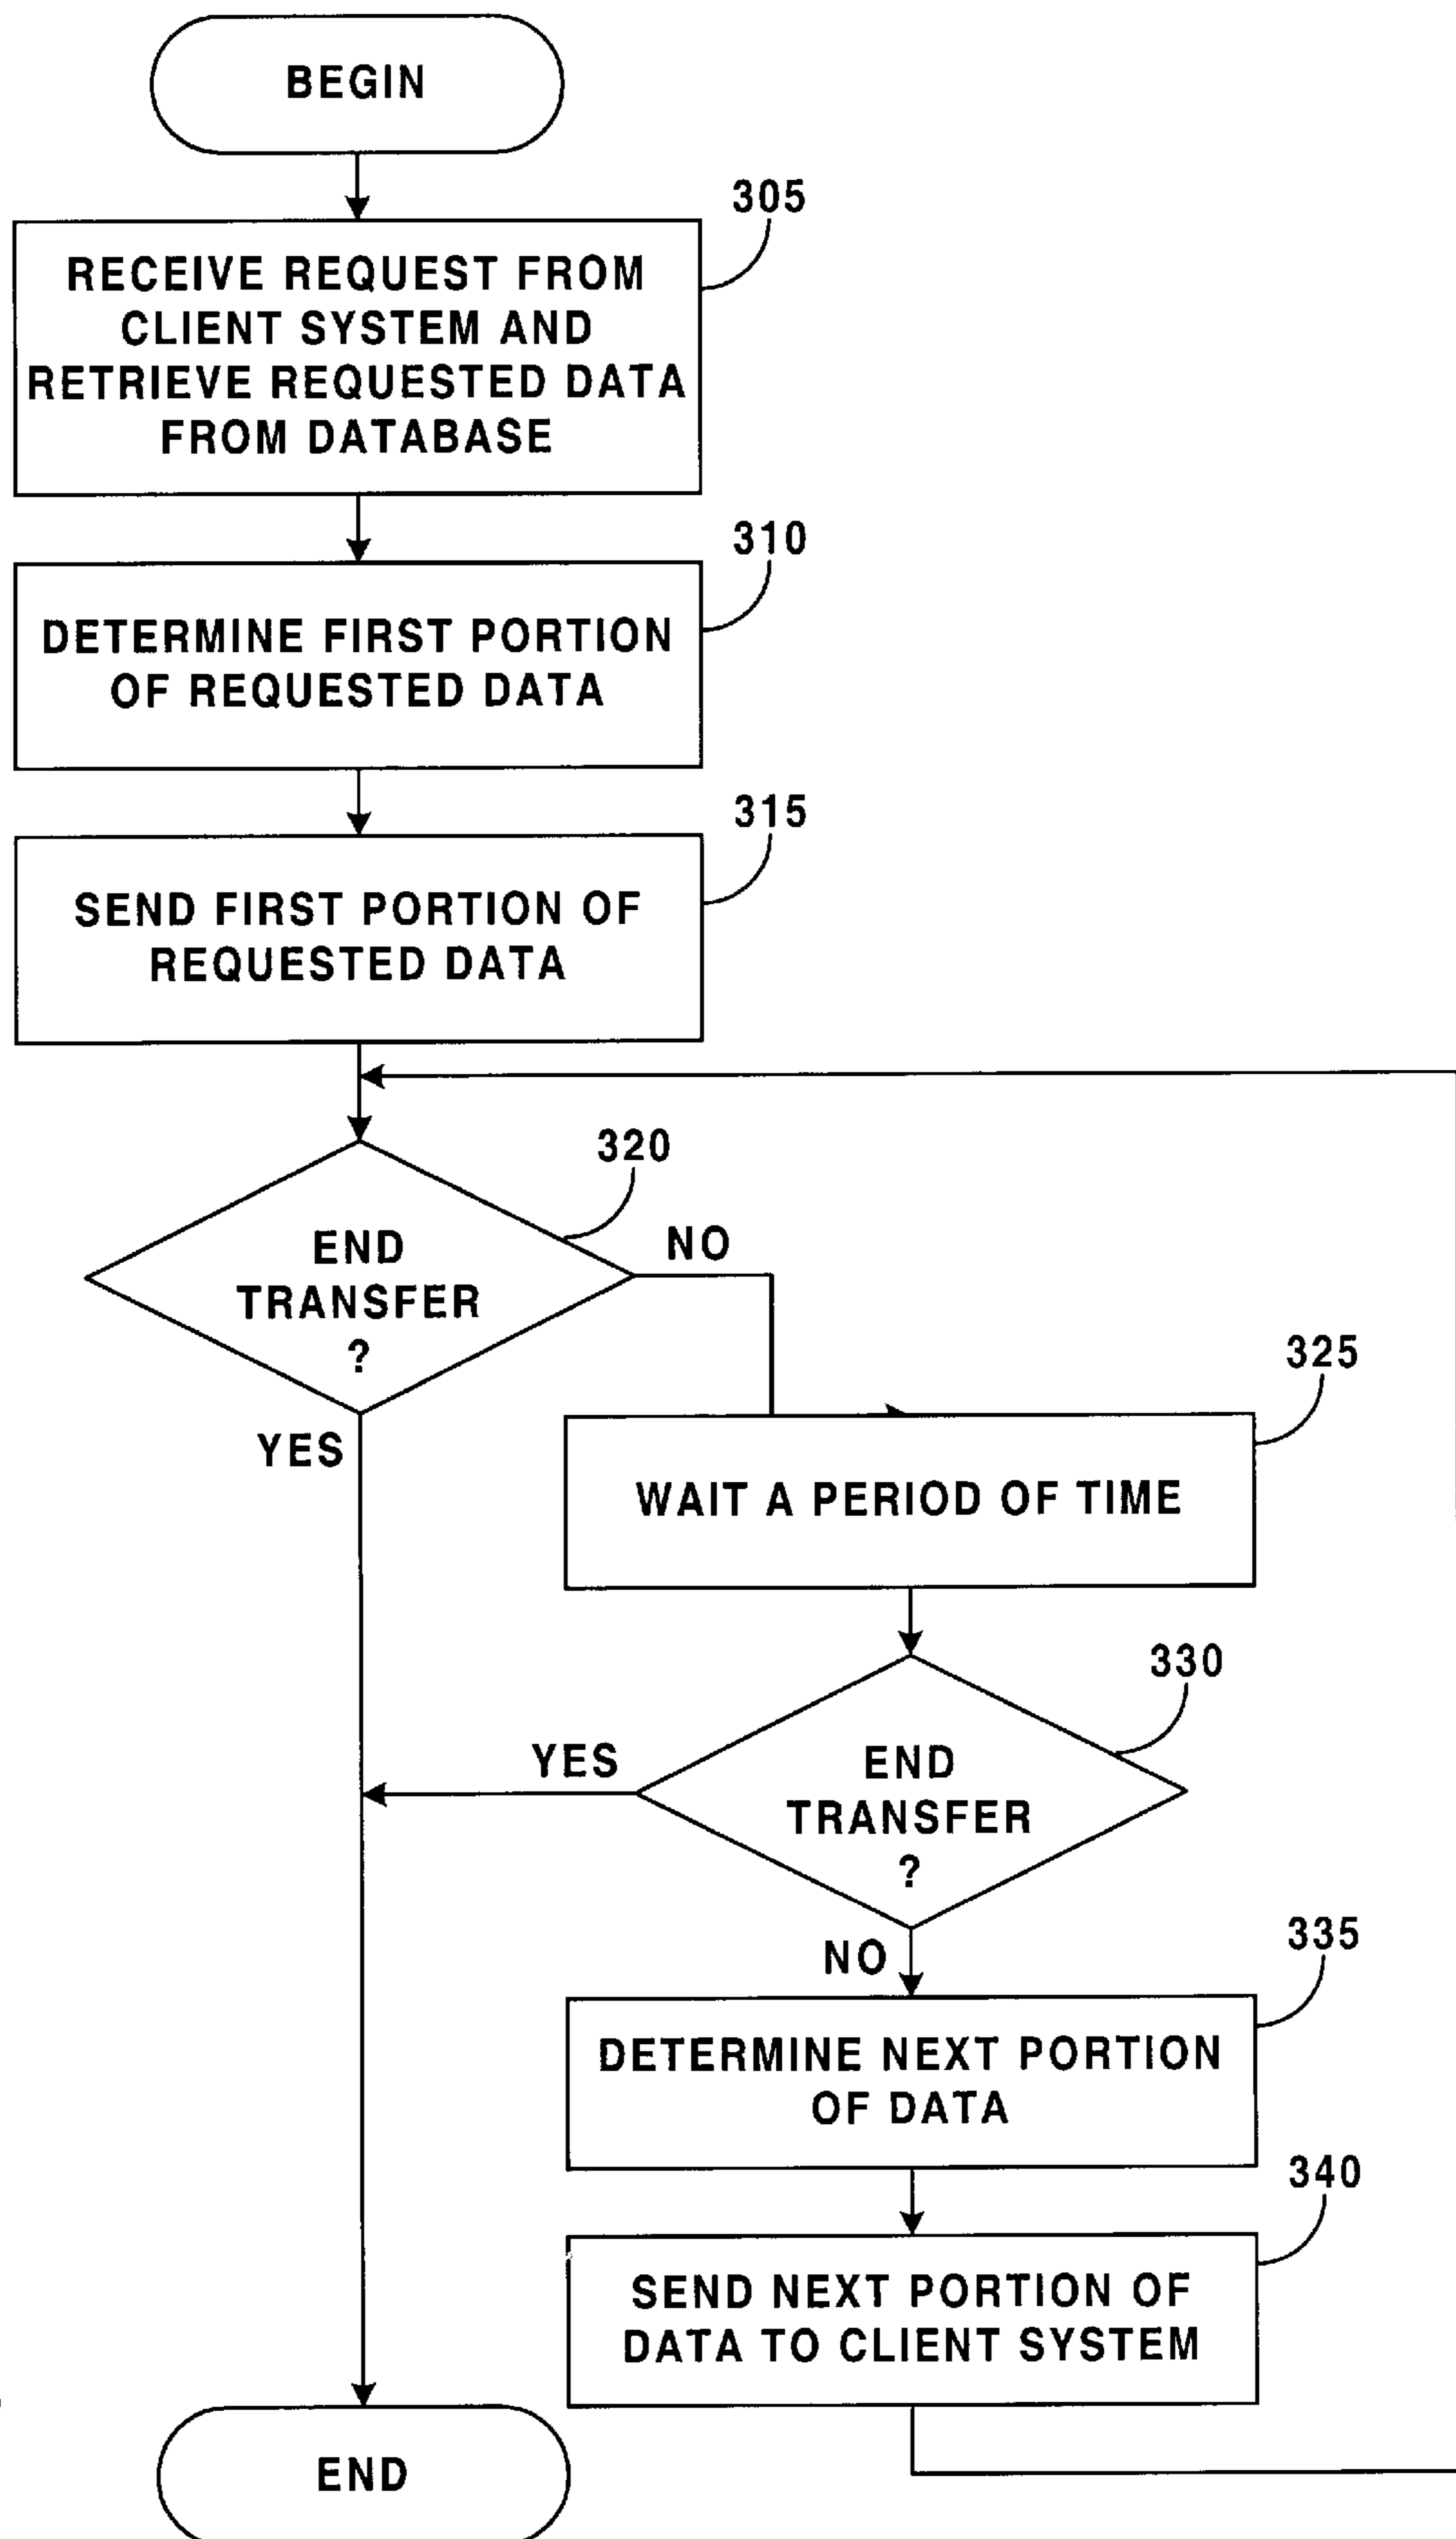 BEGIN
305
RECEIVE REQUEST FROM
CLIENT SYSTEM AND
RETRIEVE REQUESTED DATA
FROM DATABASE
310
DETERMINE FIRST PORTION
OF REQUESTED DATA
315
SEND FIRST PORTION OF
REQUESTED DATA
320
END
TRANSFER
?
NO
YES
325
WAIT A PERIOD OF TIME
330
END
TRANSFER
?
YES
NO
335
DETERMINE NEXT PORTION
OF DATA
340
SEND NEXT PORTION OF
DATA TO CLIENT SYSTEM
END